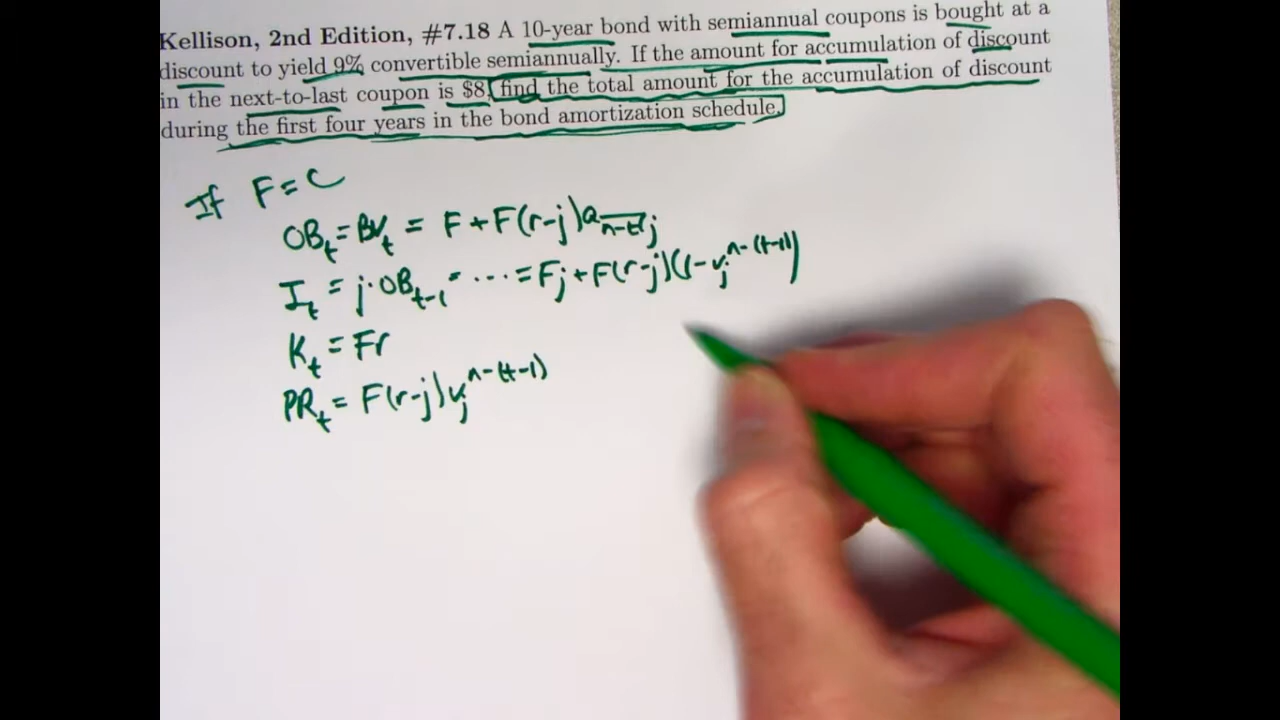 Kellison, 2nd Edition, #7.18 A 10-year bond with semiannual coupons is bought at a
discount to yield 9% convertible semiannually. If the amount for accumulation of discount
in the next-to-last coupon is $8, find the total amount for the accumulation of discount
during the first four years in the bond amortization schedule.
If F = C
OB_t = BV_t = F + F(r-j)a_{n-t|j}
I_t = j·OB_{t-1} = ... = Fj + F(r-j)(1-v_j^{n-(t-1)})
K_t = Fr
PR_t = F(r-j)v_j^{n-(t-1)}